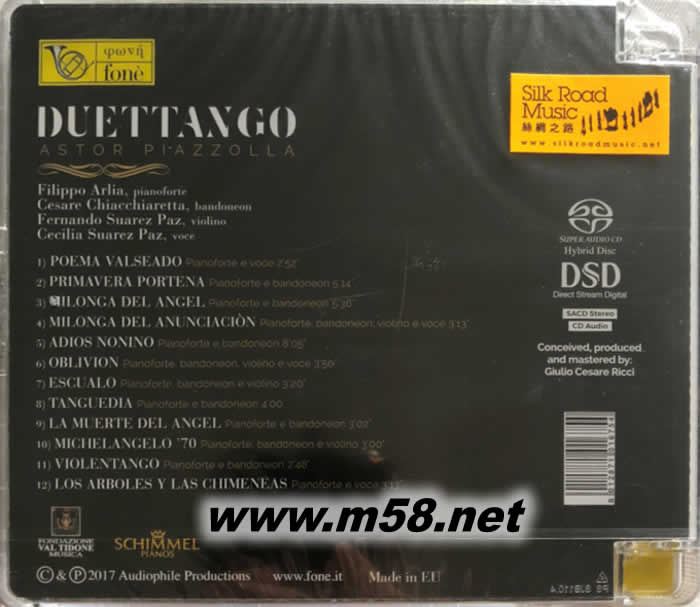 φωνή
fonè
DUETTANGO
ASTOR PIAZZOLLA
Silk Road
Music
絲綢之路
www.silkroadmusic.net
Filippo Arlia, pianoforte
Cesare Chiacchiaretta, bandoneon
Fernando Suarez Paz, violino
Cecilia Suarez Paz, voce
SUPER AUDIO CD
Hybrid Disc
DSD
Direct Stream Digital
SACD Stereo
CD Audio
Conceived, produced
and mastered by:
Giulio Cesare Ricci
1) POEMA VALSEADO Pianoforte e voce 2'52"
2) PRIMAVERA PORTENA Pianoforte e bandoneon 5'14"
3) MILONGA DEL ANGEL Pianoforte e bandoneon 5'36"
4) MILONGA DEL ANUNCIACIÒN Pianoforte, bandoneon, violino e voce 3'13"
5) ADIOS NONINO Pianoforte e bandoneon 8'05"
6) OBLIVION Pianoforte, bandoneon, violino e voce 3'56"
7) ESCUALO Pianoforte, bandoneon e violino 3'20"
8) TANGUEDIA Pianoforte e bandoneon 4'00
9) LA MUERTE DEL ANGEL Pianoforte e bandoneon 3'02"
10) MICHELANGELO '70 Pianoforte, bandoneon e violino 3'00"
11) VIOLENTANGO Pianoforte e bandoneon 2'48"
12) LOS ARBOLES Y LAS CHIMENEAS Pianoforte e voce
www.m58.net
FONDAZIONE
VAL TIDONE
MUSICA
SCHIMMEL
PIANOS
© & ℗ 2017 Audiophile Productions www.fone.it Made in EU